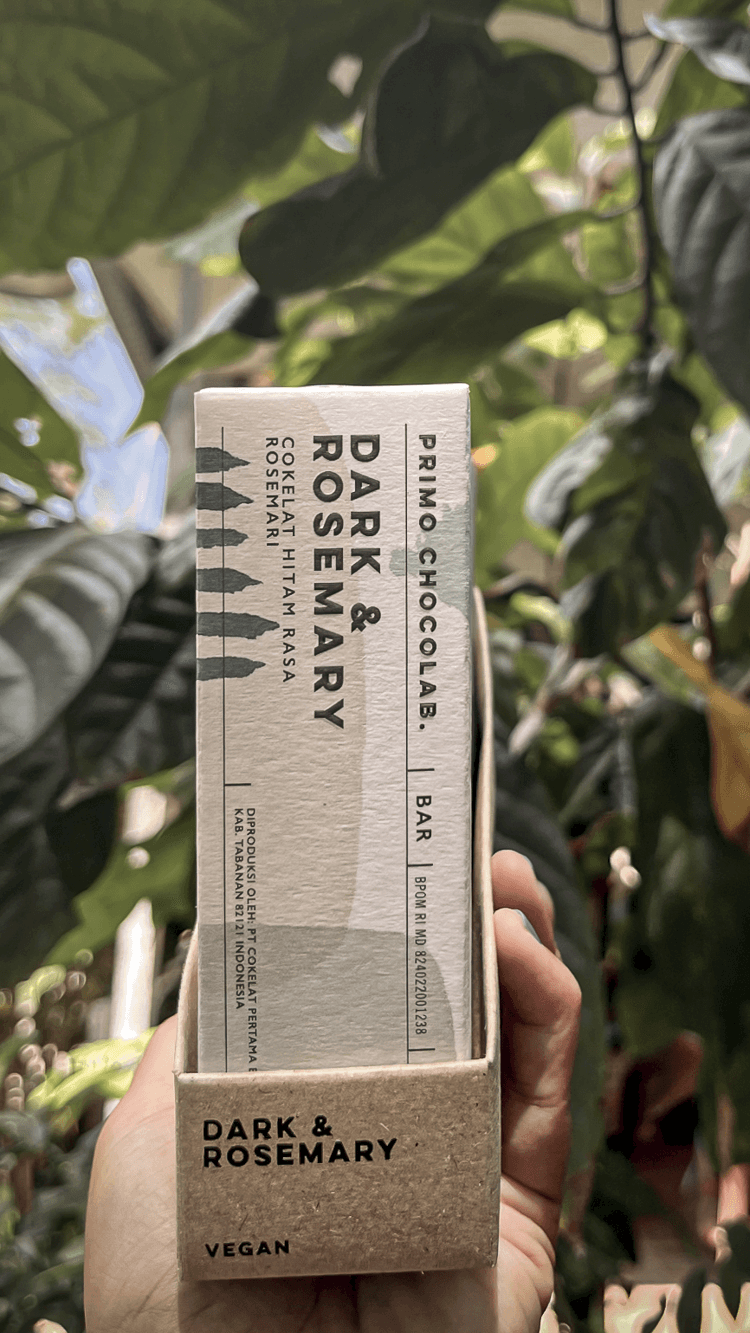 PRIMO CHOCOLAB. | BAR | BPOM RI MD 824022001238
DARK &
ROSEMARY
COKELAT HITAM RASA
ROSEMARI
DIPRODUKSI OLEH: PT COKELAT PERTAMA
KAB. TABANAN 82121 INDONESIA
DARK &
ROSEMARY
VEGAN